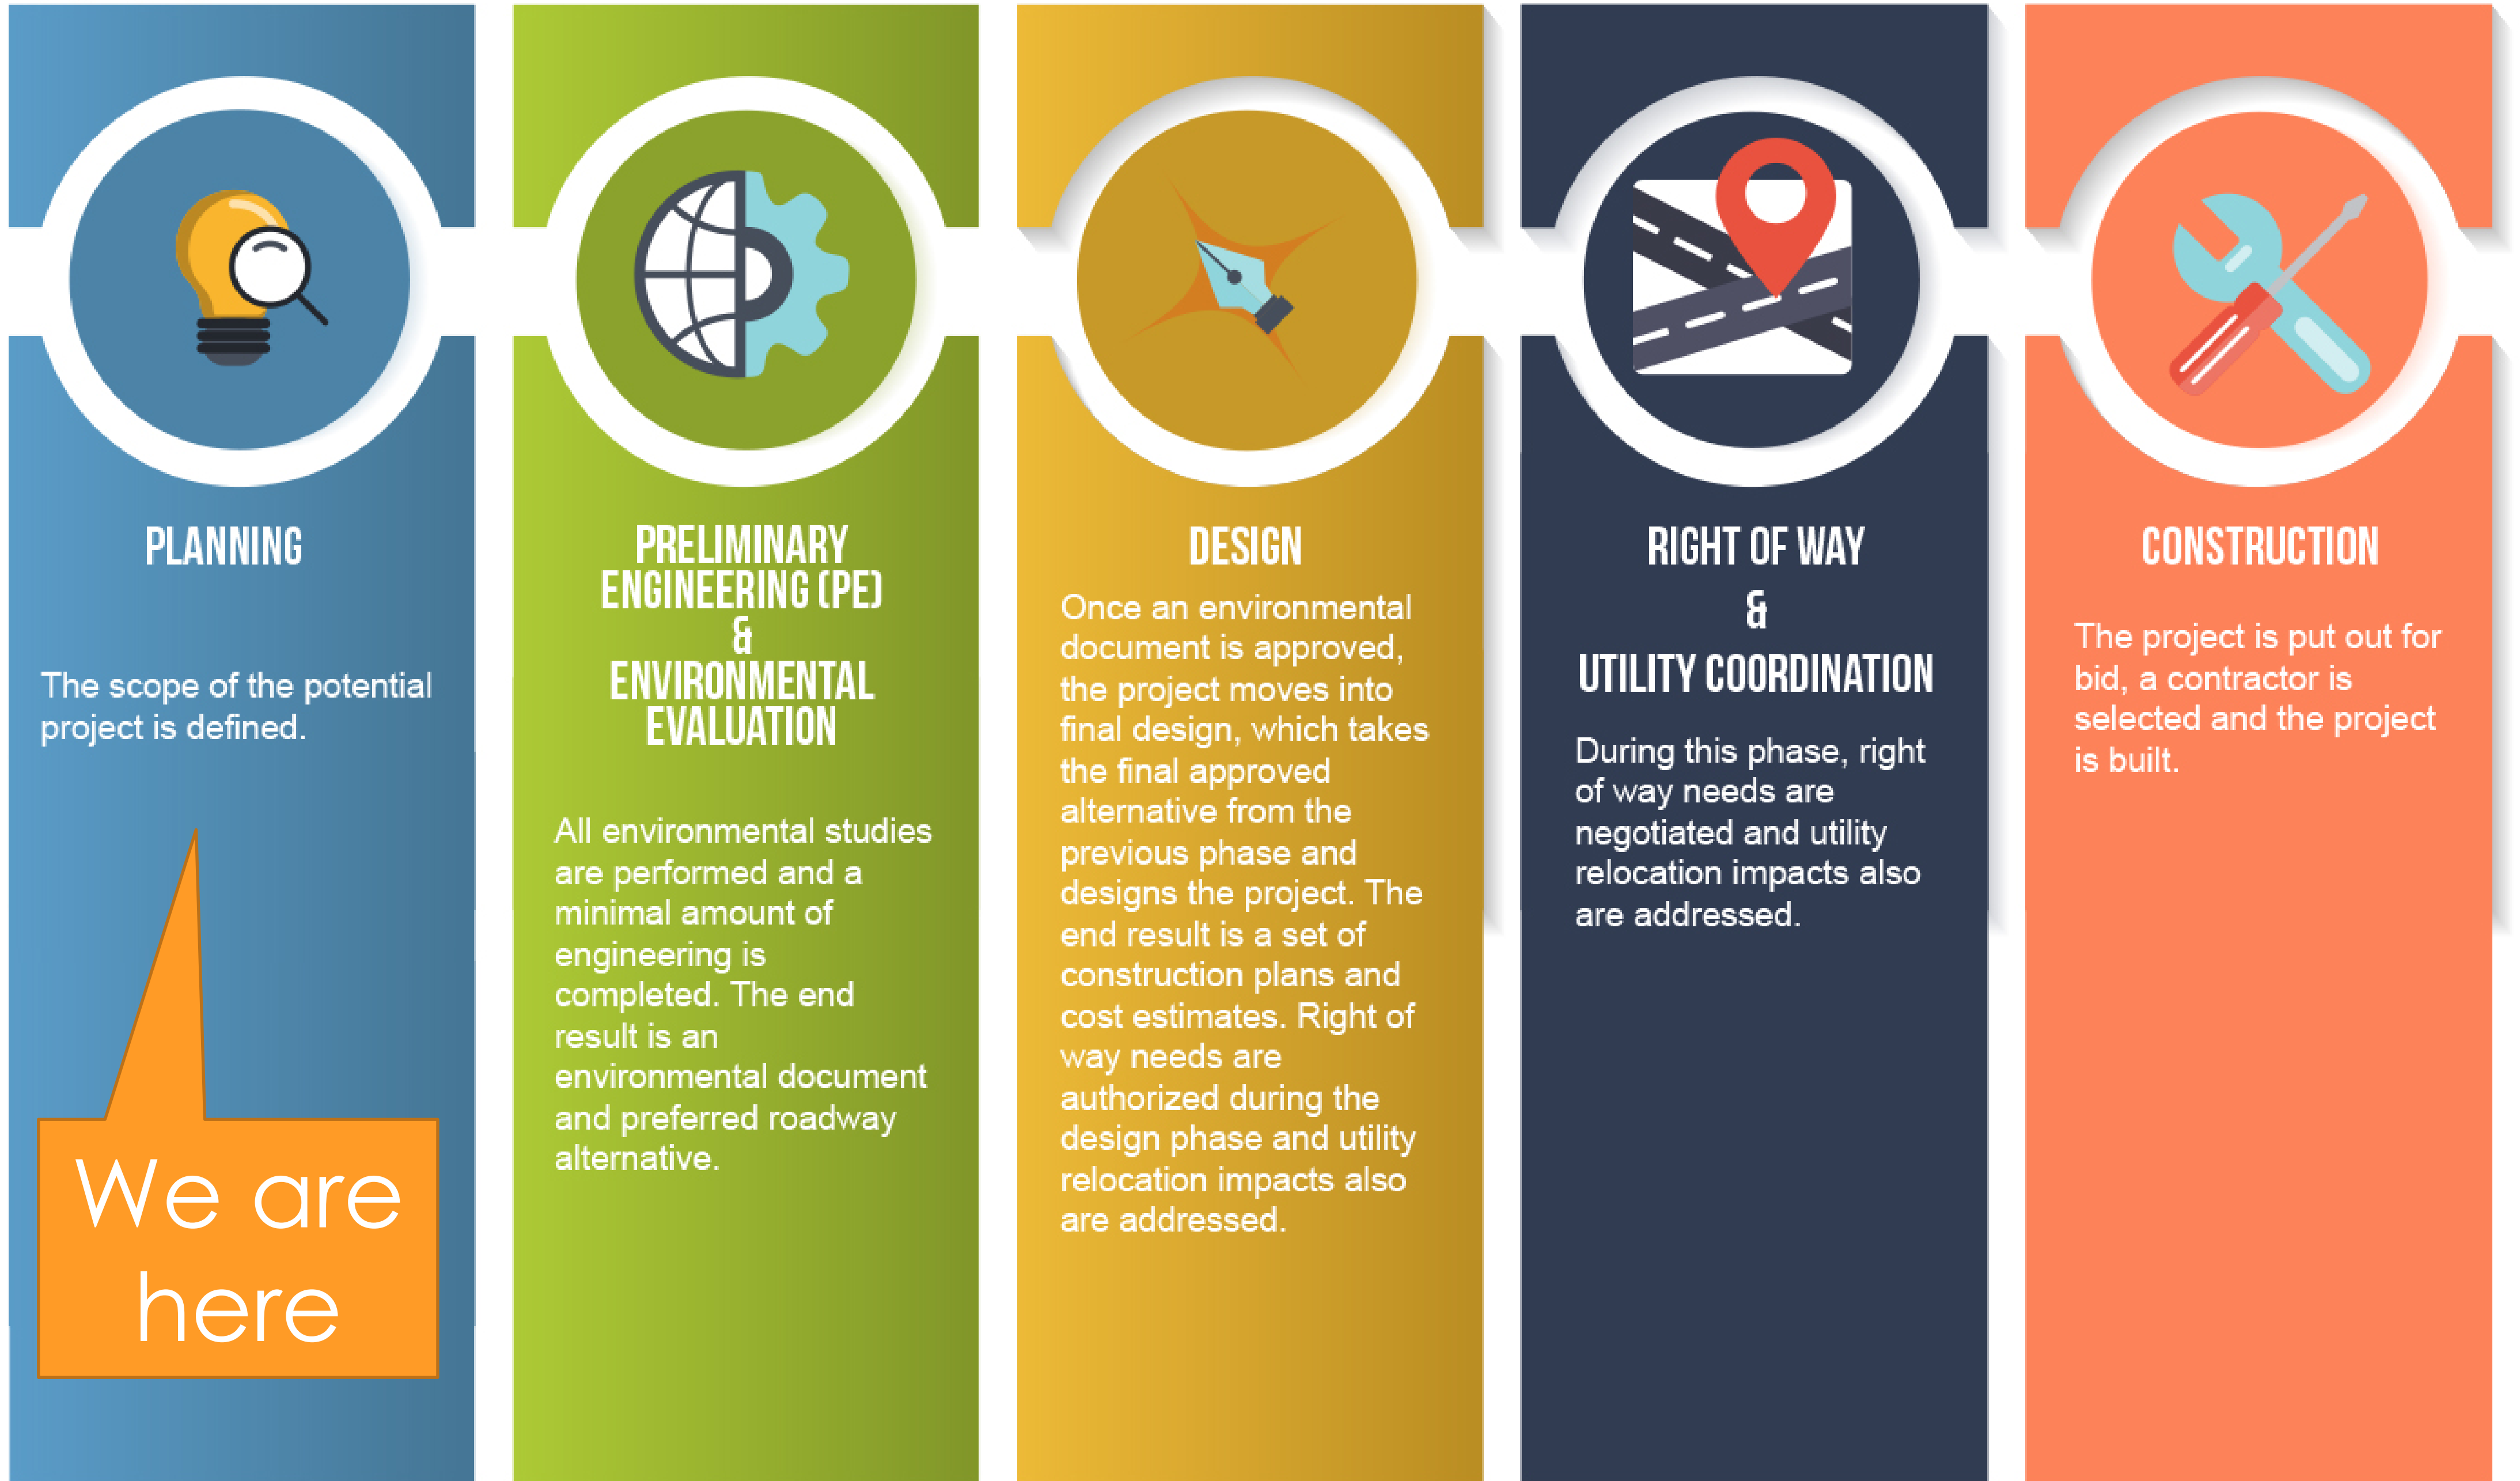 PLANNING
The scope of the potential
project is defined.
We are
here
PRELIMINARY
ENGINEERING (PE)
&
ENVIRONMENTAL
EVALUATION
All environmental studies
are performed and a
minimal amount of
engineering is
completed. The end
result is an
environmental document
and preferred roadway
alternative.
DESIGN
Once an environmental
document is approved,
the project moves into
final design, which takes
the final approved
alternative from the
previous phase and
designs the project. The
end result is a set of
construction plans and
cost estimates. Right of
way needs are
authorized during the
design phase and utility
relocation impacts also
are addressed.
RIGHT OF WAY
&
UTILITY COORDINATION
During this phase, right
of way needs are
negotiated and utility
relocation impacts also
are addressed.
CONSTRUCTION
The project is put out for
bid, a contractor is
selected and the project
is built.